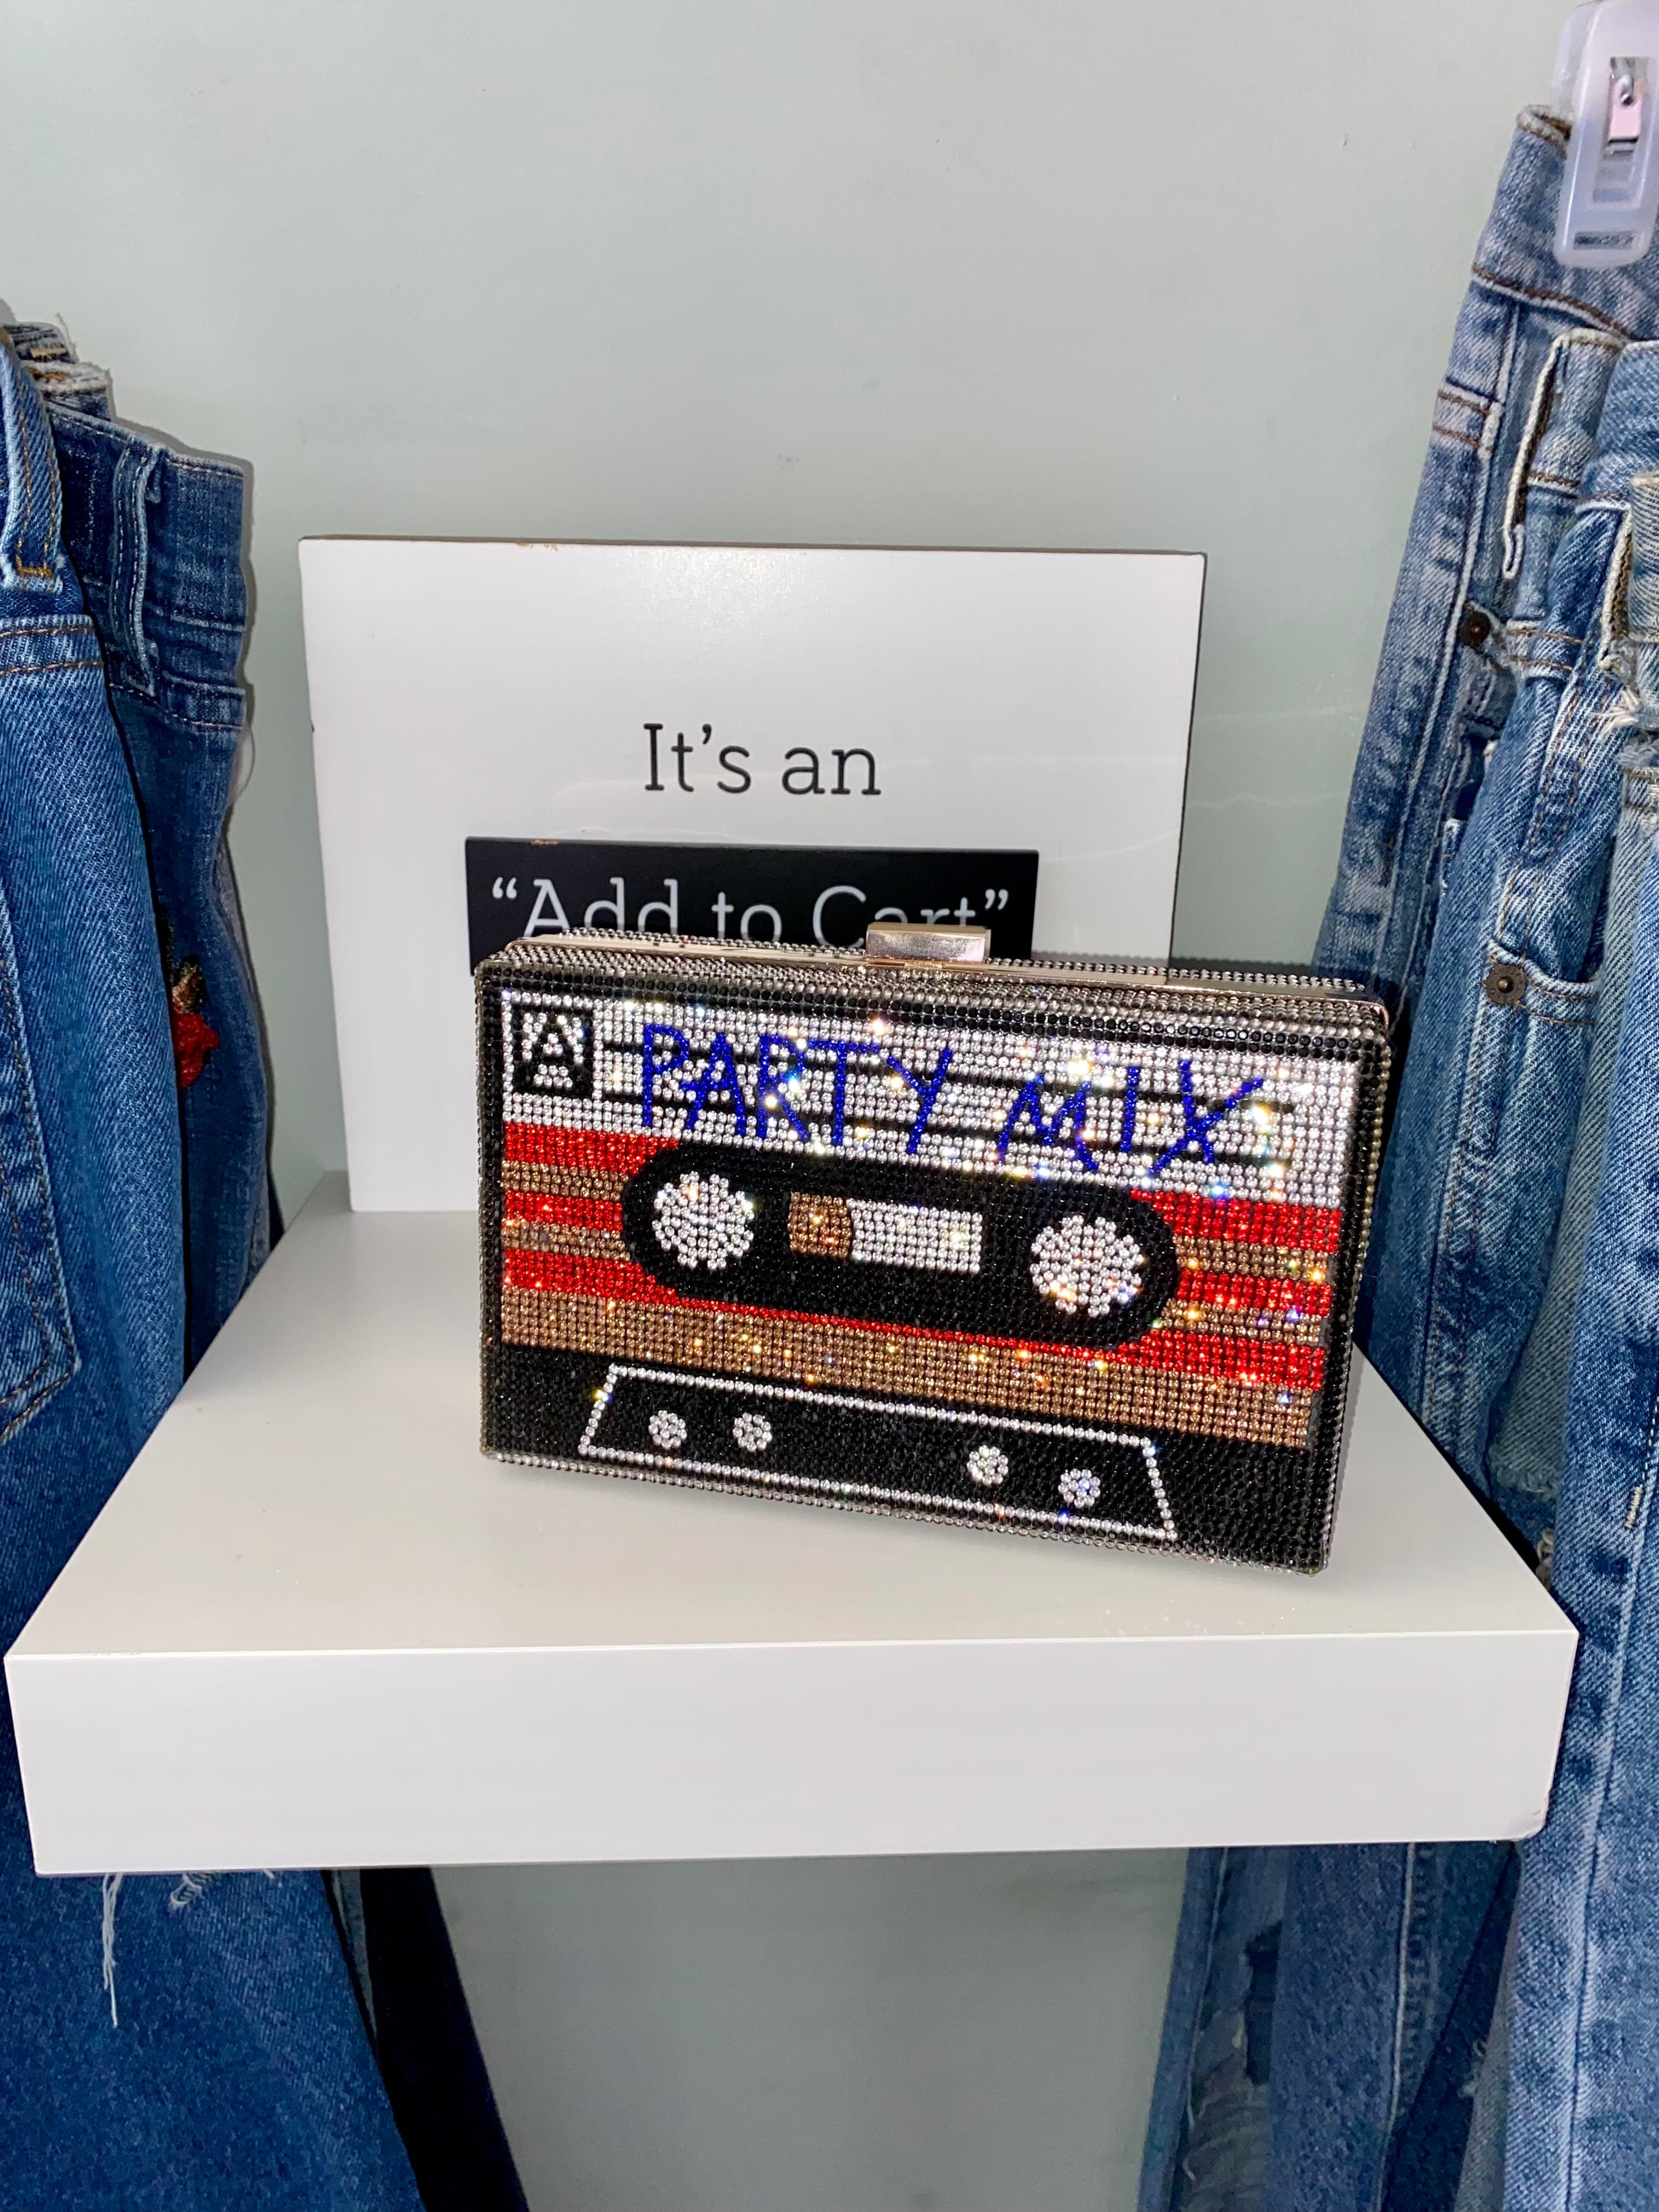 It's an
“Add to Cart”
A PARTY MIX